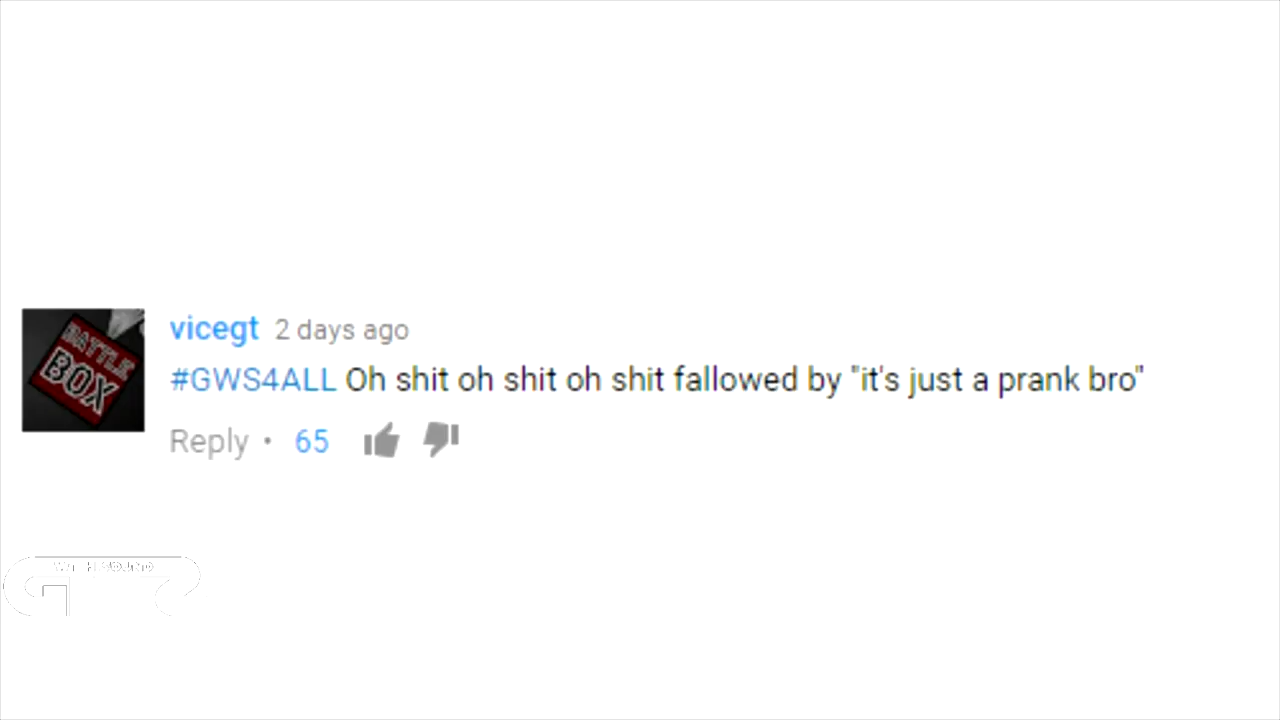 BATTLE
BOX
vicegt 2 days ago
#GWS4ALL Oh shit oh shit oh shit fallowed by "it's just a prank bro"
Reply • 65